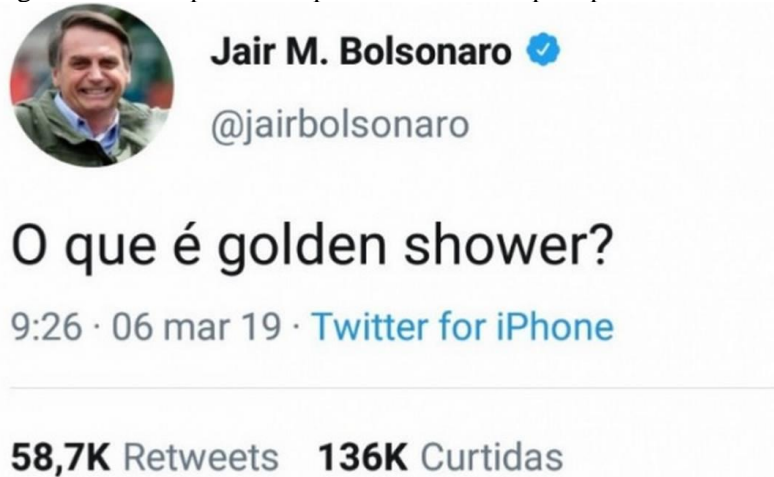 Jair M. Bolsonaro
@jairbolsonaro
O que é golden shower?
9:26 · 06 mar 19 · Twitter for iPhone
58,7K Retweets 136K Curtidas